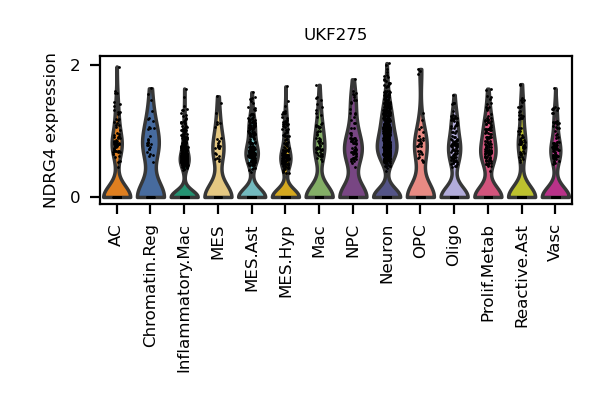 UKF275
NDRG4 expression
2
0
AC
Chromatin.Reg
Inflammatory.Mac
MES
MES.Ast
MES.Hyp
Mac
NPC
Neuron
OPC
Oligo
Prolif.Metab
Reactive.Ast
Vasc